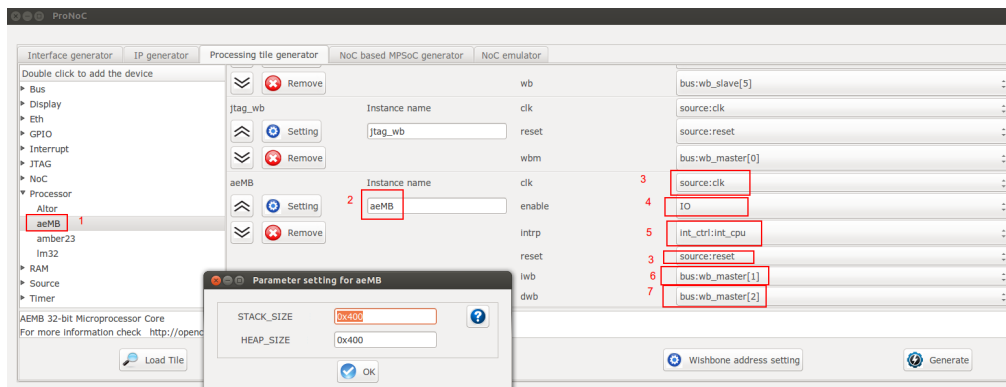 ProNoC
Interface generator IP generator Processing tile generator NoC based MPSoC generator NoC emulator
Double click to add the device
Bus
Display
Eth
GPIO
Interrupt
JTAG
NoC
Processor
Altor
aeMB 1
amber23
lm32
RAM
Source
Timer
Remove wb bus:wb_slave[5]
jtag_wb Instance name clk source:clk
Setting jtag_wb reset source:reset
Remove wbm bus:wb_master[0]
aeMB Instance name clk 3 source:clk
Setting 2 aeMB enable 4 IO
Remove intrp 5 int_ctrl:int_cpu
reset 3 source:reset
iwb 6 bus:wb_master[1]
dwb 7 bus:wb_master[2]
Parameter setting for aeMB
STACK_SIZE 0x400
HEAP_SIZE 0x400
OK
AEMB 32-bit Microprocessor Core
For more information check http://openc
Load Tile Wishbone address setting Generate